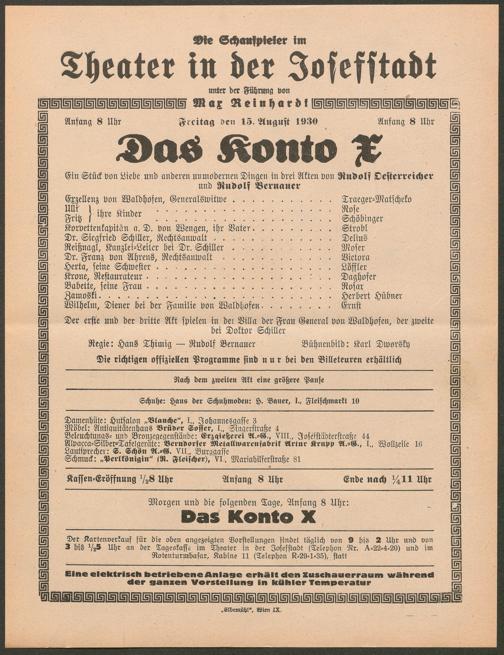 Die Schauspieler im
Theater in der Josefstadt
unter der Führung von
Max Reinhardt
Anfang 8 Uhr Freitag den 15. August 1930 Anfang 8 Uhr
Das Konto X
Ein Stück von Liebe und anderen unmodernen Dingen in drei Akten von Rudolf Oesterreicher
und Rudolf Bernauer
Exzellenz von Waldhofen, Generalswitwe . . . Traeger-Matscheko
Ulli } ihre Kinder . . . Rose
Fritz } . . . Schöbinger
Korvettenkapitän a. D. von Wengen, ihr Vater . . . Strobl
Dr. Siegfried Schiller, Rechtsanwalt . . . Delius
Reißnagl, Kanzlei-Leiter bei Dr. Schiller . . . Moser
Dr. Franz von Ahrens, Rechtsanwalt . . . Victora
Herta, seine Schwester . . . Löffler
Krone, Restaurateur . . . Daghofer
Babette, seine Frau . . . Rosar
Zamoski . . . Herbert Hübner
Wilhelm, Diener bei der Familie von Waldhofen . . . Ernst
Der erste und der dritte Akt spielen in der Villa der Frau General von Waldhofen, der zweite
bei Doktor Schiller
Regie: Hans Thimig — Rudolf Bernauer Bühnenbild: Karl Dworsky
Die richtigen offiziellen Programme sind nur bei den Billeteuren erhältlich
Nach dem zweiten Akt eine größere Pause
Schuhe: Haus der Schuhmoden: H. Bauer, I., Fleischmarkt 10
Damenhüte: Hutsalon „Blanche", I., Johannesgasse 3
Möbel: Antiquitätenhaus Brüder Soffer, I., Singerstraße 4
Beleuchtungs- und Bronzegegenstände: Erzgießerei A.-G., VIII., Josefstädterstraße 44
Alpacca-Silber-Tafelgeräte: Berndorfer Metallwarenfabrik Artur Krupp A.-G., I., Wollzeile 16
Lautsprecher: S. Schön A. G., VII., Burggasse
Schmuck: „Perlkönigin" (R. Fleischer), VI., Mariahilferstraße 81
Kassen-Eröffnung ½8 Uhr Anfang 8 Uhr Ende nach ¼11 Uhr
Morgen und die folgenden Tage, Anfang 8 Uhr:
Das Konto X
Der Kartenverkauf für die oben angezeigten Vorstellungen findet täglich von 9 bis 2 Uhr und von
3 bis ½5 Uhr an der Tageskasse im Theater in der Josefstadt (Telephon Nr. A-22-4-20) und im
Rotenturmbasar, Kabine 11 (Telephon R-29-1-35), statt
Eine elektrisch betriebene Anlage erhält den Zuschauerraum während
der ganzen Vorstellung in kühler Temperatur
„Elbemühl", Wien IX.